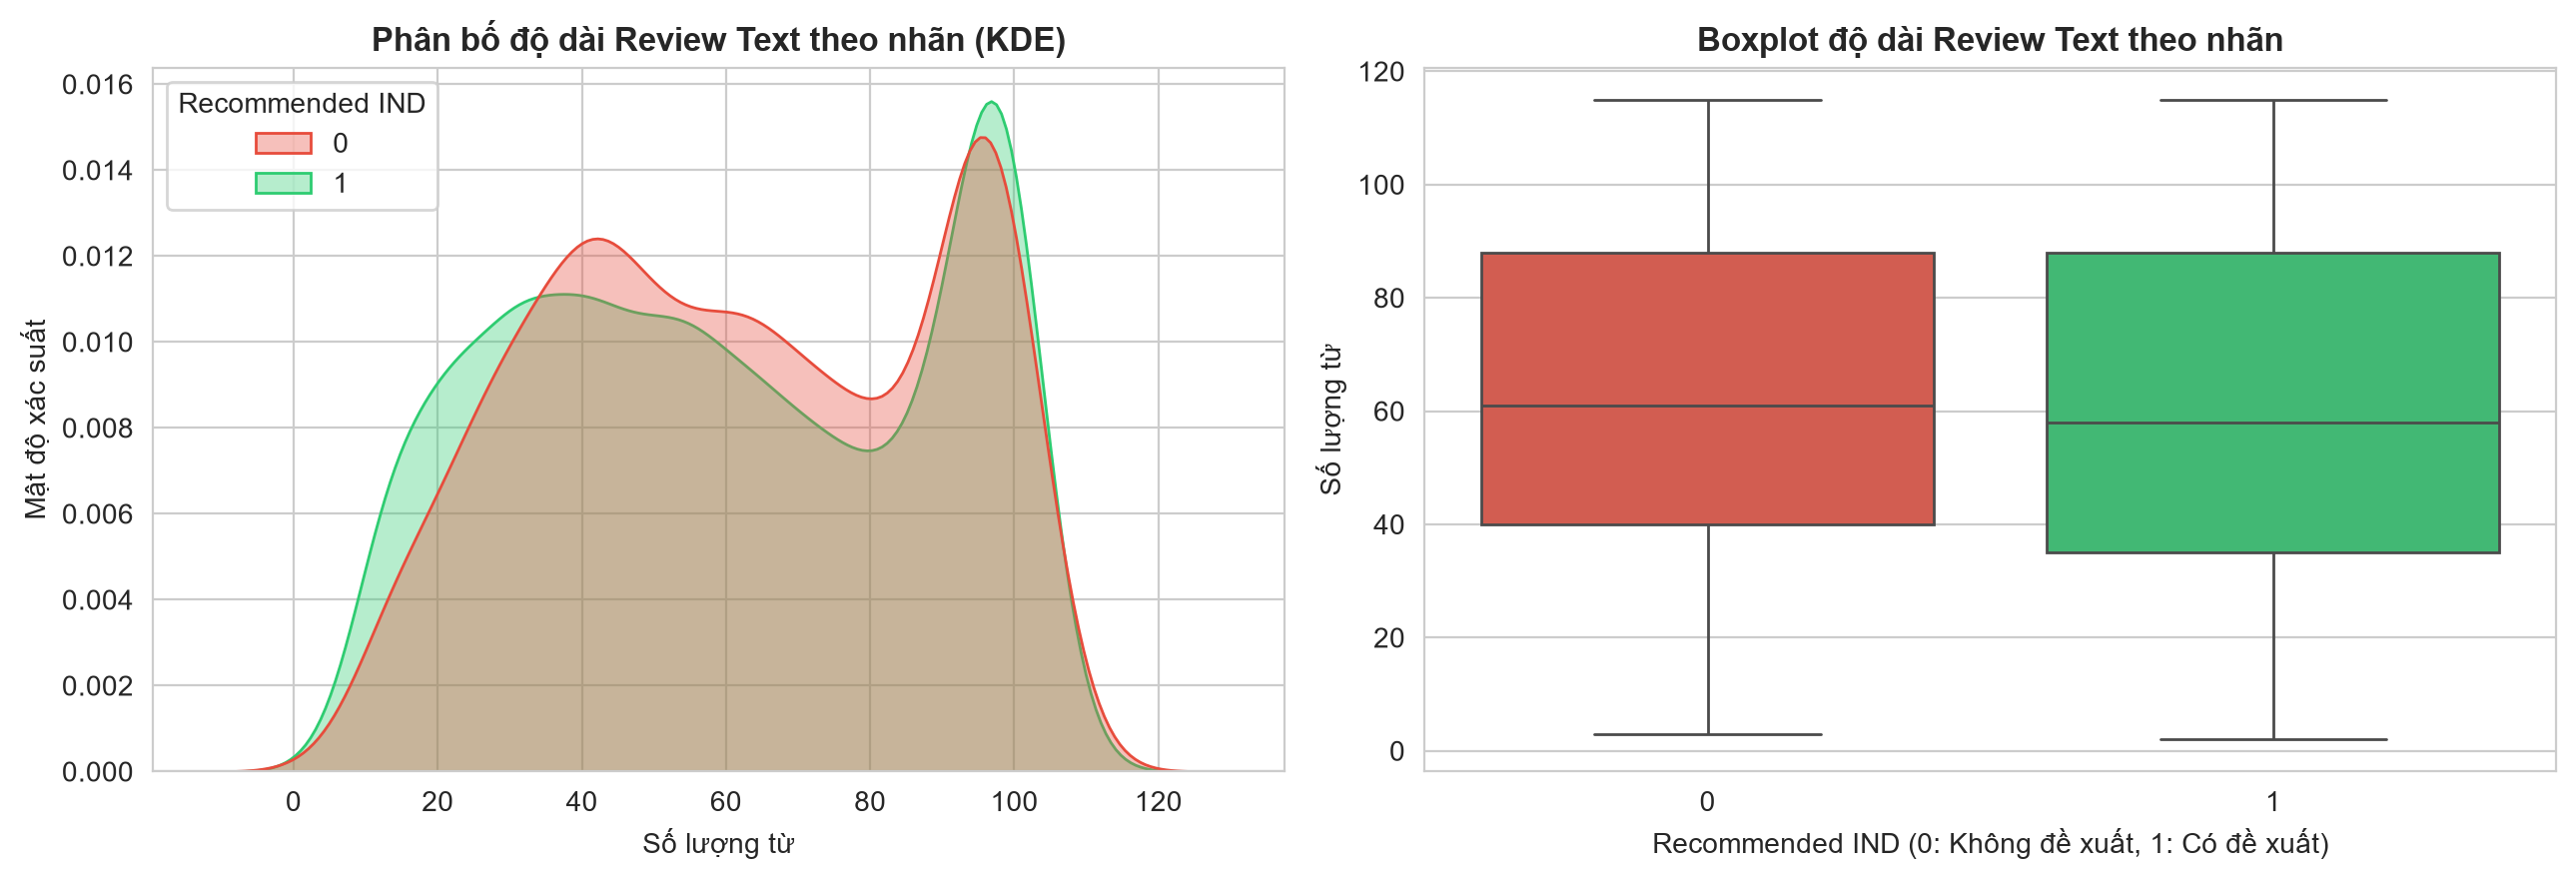 Phân bố độ dài Review Text theo nhãn (KDE)
Recommended IND
0
1
0.016
0.014
0.012
0.010
0.008
0.006
0.004
0.002
0.000
Mật độ xác suất
0 20 40 60 80 100 120
Số lượng từ
Boxplot độ dài Review Text theo nhãn
120
100
80
60
40
20
0
Số lượng từ
0 1
Recommended IND (0: Không đề xuất, 1: Có đề xuất)